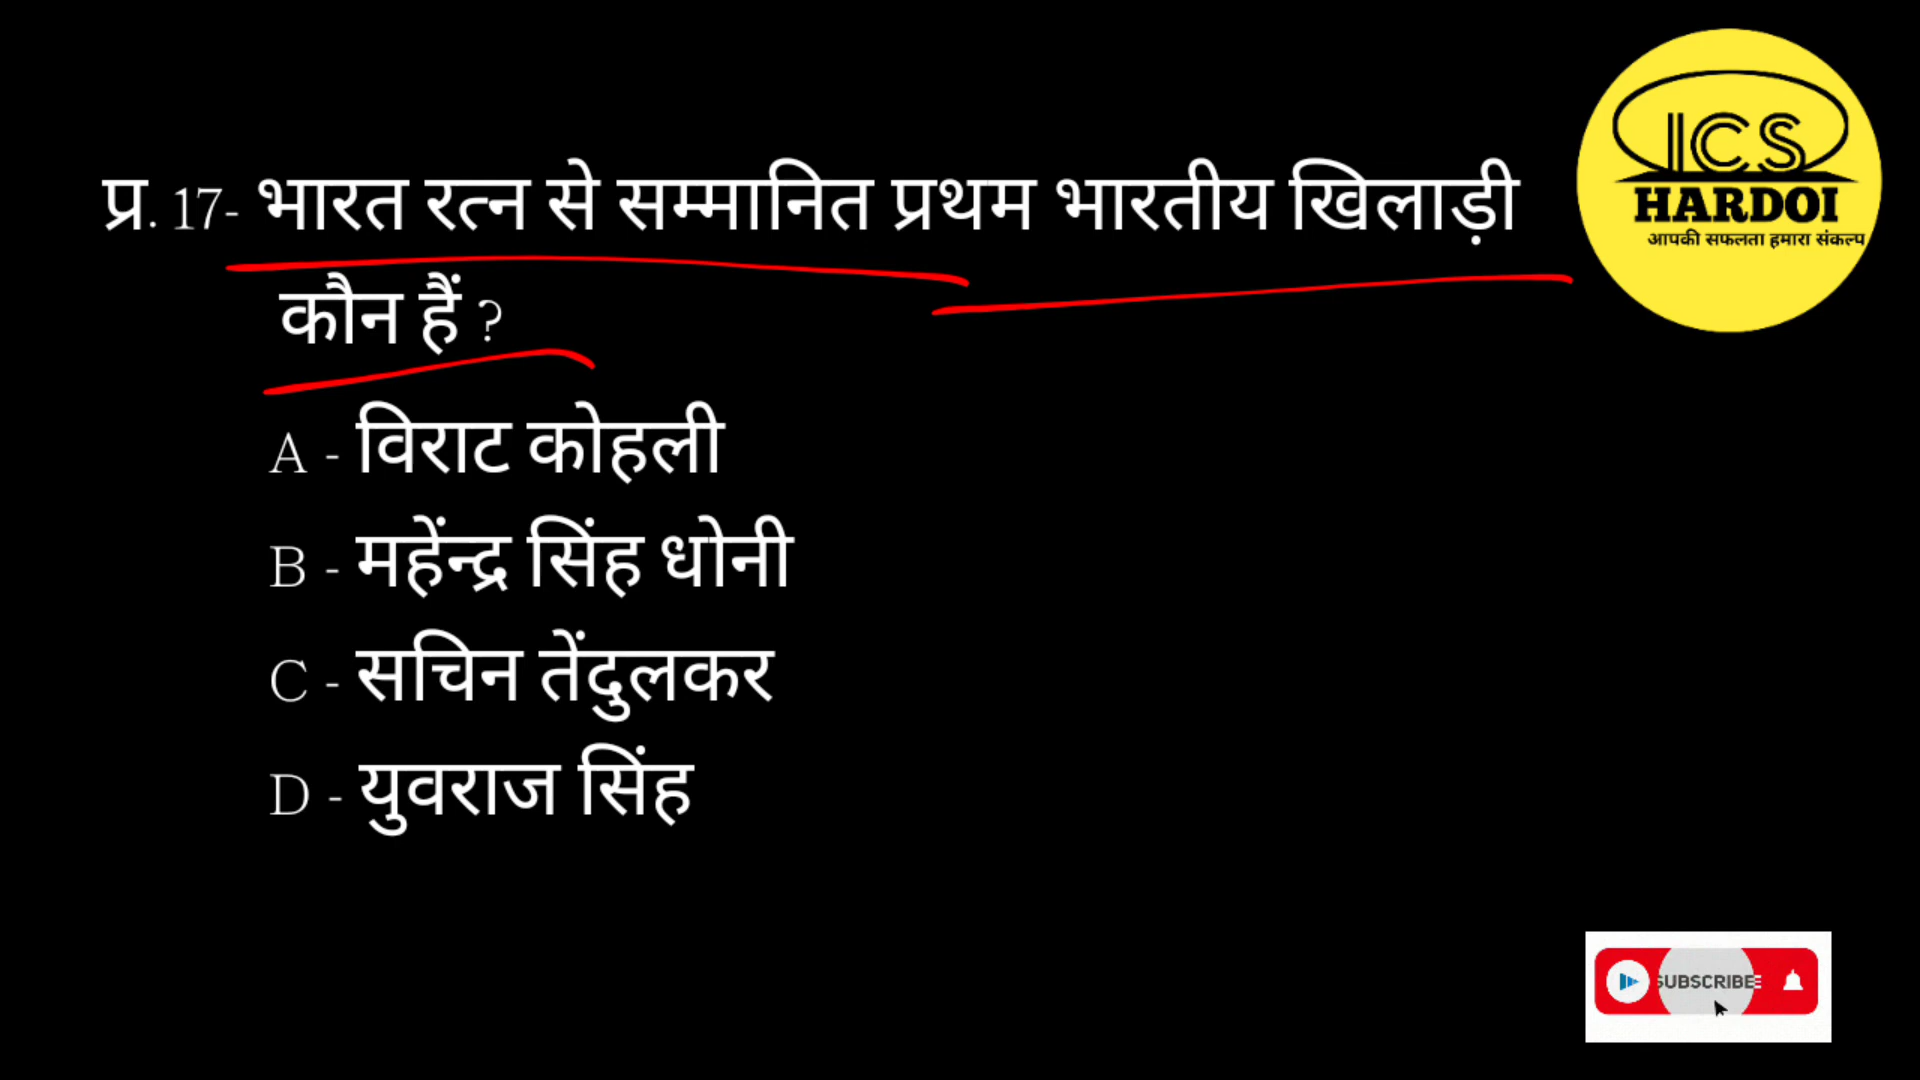 प्र. 17- भारत रत्न से सम्मानित प्रथम भारतीय खिलाड़ी
कौन हैं ?
A - विराट कोहली
B - महेंन्द्र सिंह धोनी
C - सचिन तेंदुलकर
D - युवराज सिंह
ICS
HARDOI
आपकी सफलता हमारा संकल्प
SUBSCRIBE